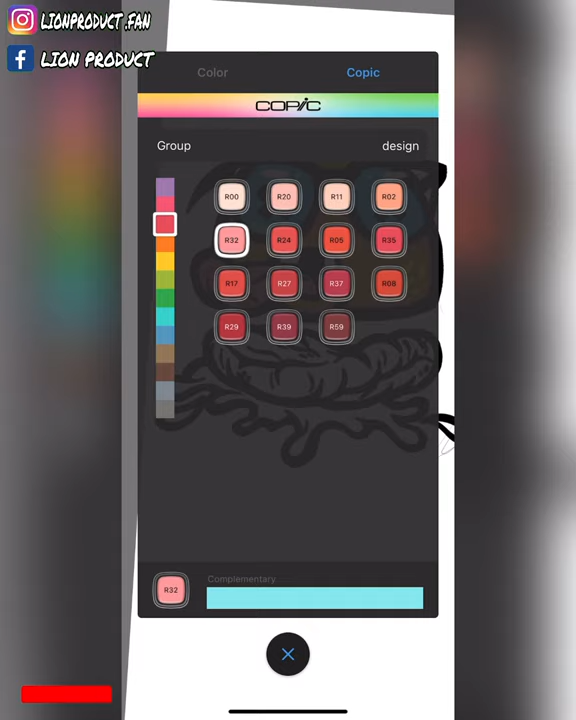 LIONPRODUCT.FAN
LION PRODUCT
Color Copic
COPIC
Group design
R00 R20 R11 R02
R32 R24 R05 R35
R17 R27 R37 R08
R29 R39 R59
R32 Complementary